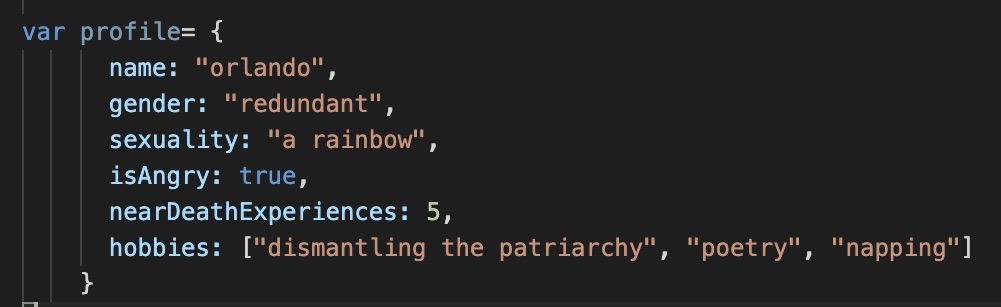 var profile= {
name: "orlando",
gender: "redundant",
sexuality: "a rainbow",
isAngry: true,
nearDeathExperiences: 5,
hobbies: ["dismantling the patriarchy", "poetry", "napping"]
}